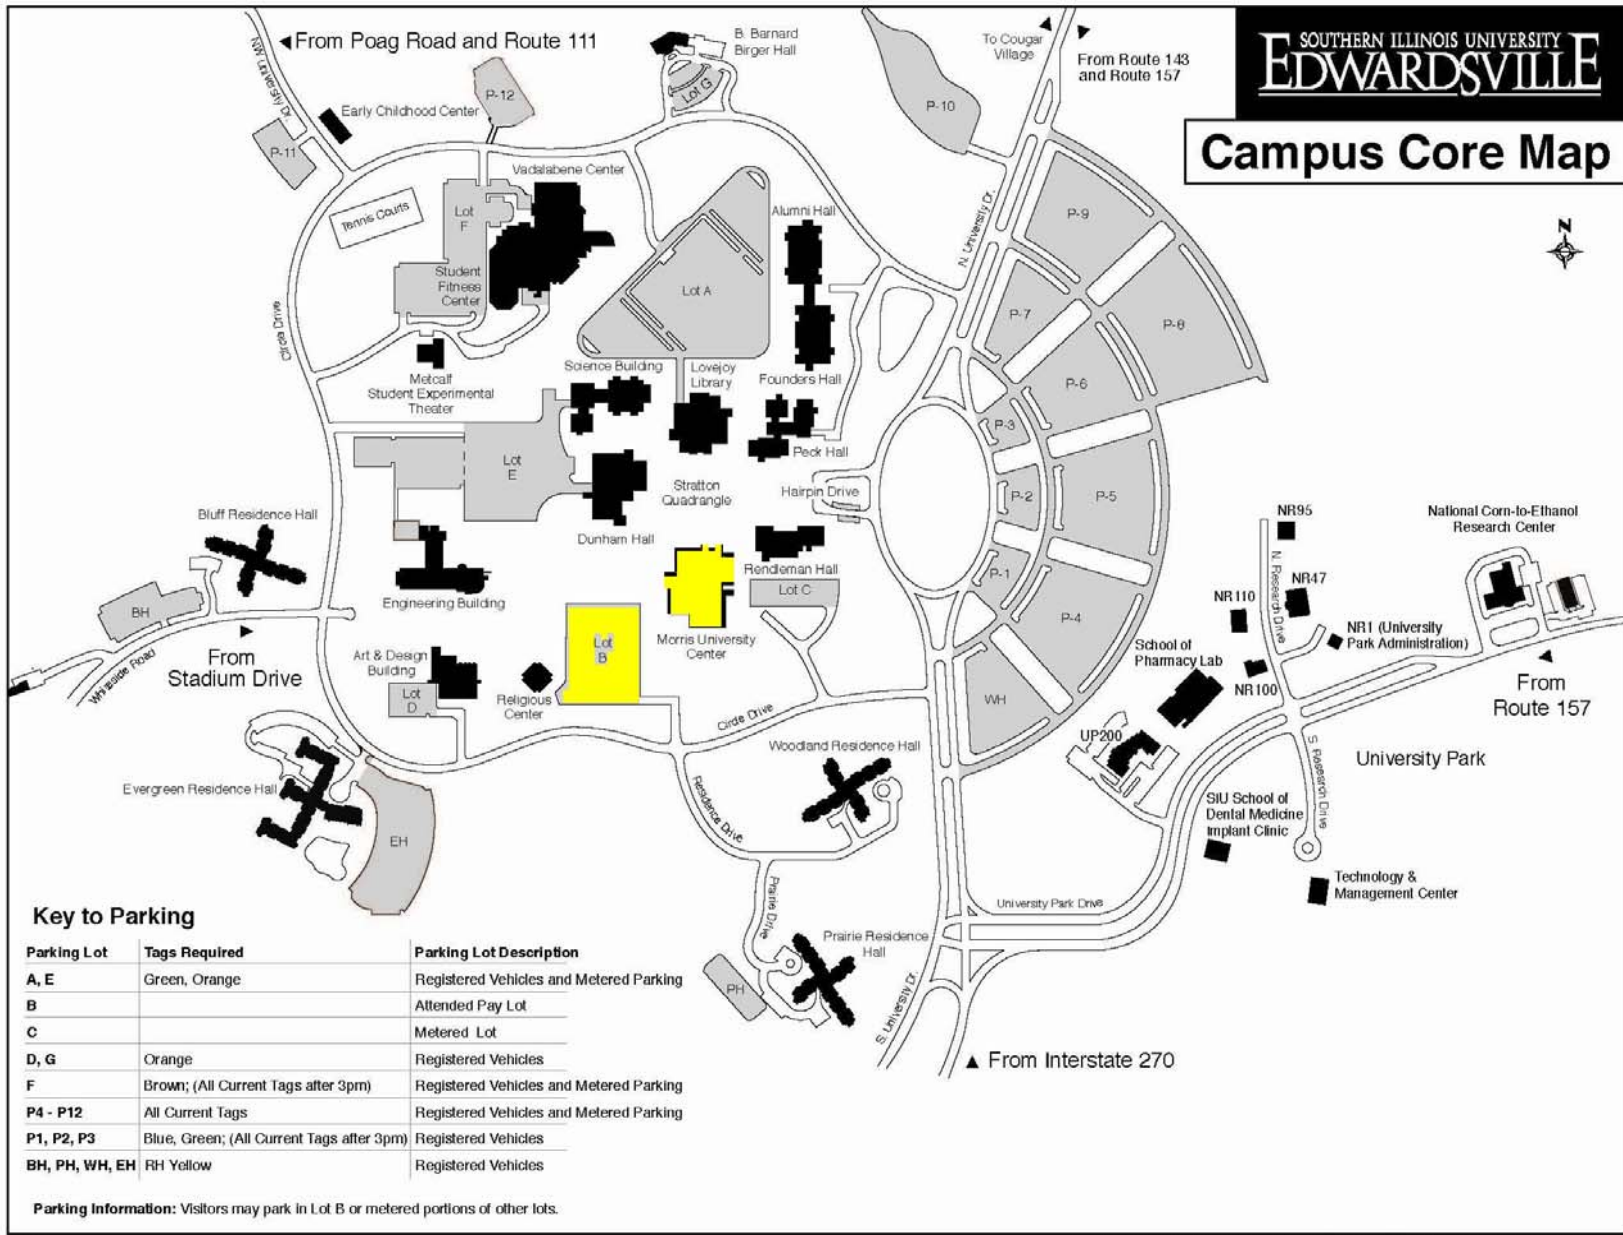 SOUTHERN ILLINOIS UNIVERSITY
EDWARDSVILLE
Campus Core Map
N
From Poag Road and Route 111
NW University Dr.
B. Barnard
Birger Hall
To Cougar
Village
From Route 143
and Route 157
P-12
Early Childhood Center
Lot G
P-10
P-11
Vadalabene Center
Tennis Courts
Lot
F
Alumni Hall
N. University Dr.
P-9
Student
Fitness
Center
Lot A
P-7
P-8
Circle Drive
Metcalf
Student Experimental
Theater
Science Building
Lovejoy
Library
Founders Hall
P-6
P-3
Lot
E
Peck Hall
Stratton
Quadrangle
Hairpin Drive
P-2
P-5
Bluff Residence Hall
Dunham Hall
NR95
National Corn-to-Ethanol
Research Center
N. Research Drive
Engineering Building
Rendleman Hall
Lot C
P-1
NR47
NR110
BH
P-4
From
Stadium Drive
Whiteside Road
Art & Design
Building
Lot
B
Morris University
Center
School of
Pharmacy Lab
NR1 (University
Park Administration)
NR100
From
Route 157
Lot
D
Religious
Center
Circle Drive
WH
UP200
S. Research Drive
University Park
Woodland Residence Hall
Evergreen Residence Hall
Residence Drive
SIU School of
Dental Medicine
Implant Clinic
EH
Technology &
Management Center
Prairie Drive
University Park Drive
Prairie Residence
Hall
PH
S. University Dr.
From Interstate 270
Key to Parking
Parking Lot Tags Required Parking Lot Description
A, E Green, Orange Registered Vehicles and Metered Parking
B Attended Pay Lot
C Metered Lot
D, G Orange Registered Vehicles
F Brown; (All Current Tags after 3pm) Registered Vehicles and Metered Parking
P4 - P12 All Current Tags Registered Vehicles and Metered Parking
P1, P2, P3 Blue, Green; (All Current Tags after 3pm) Registered Vehicles
BH, PH, WH, EH RH Yellow Registered Vehicles
Parking Information: Visitors may park in Lot B or metered portions of other lots.